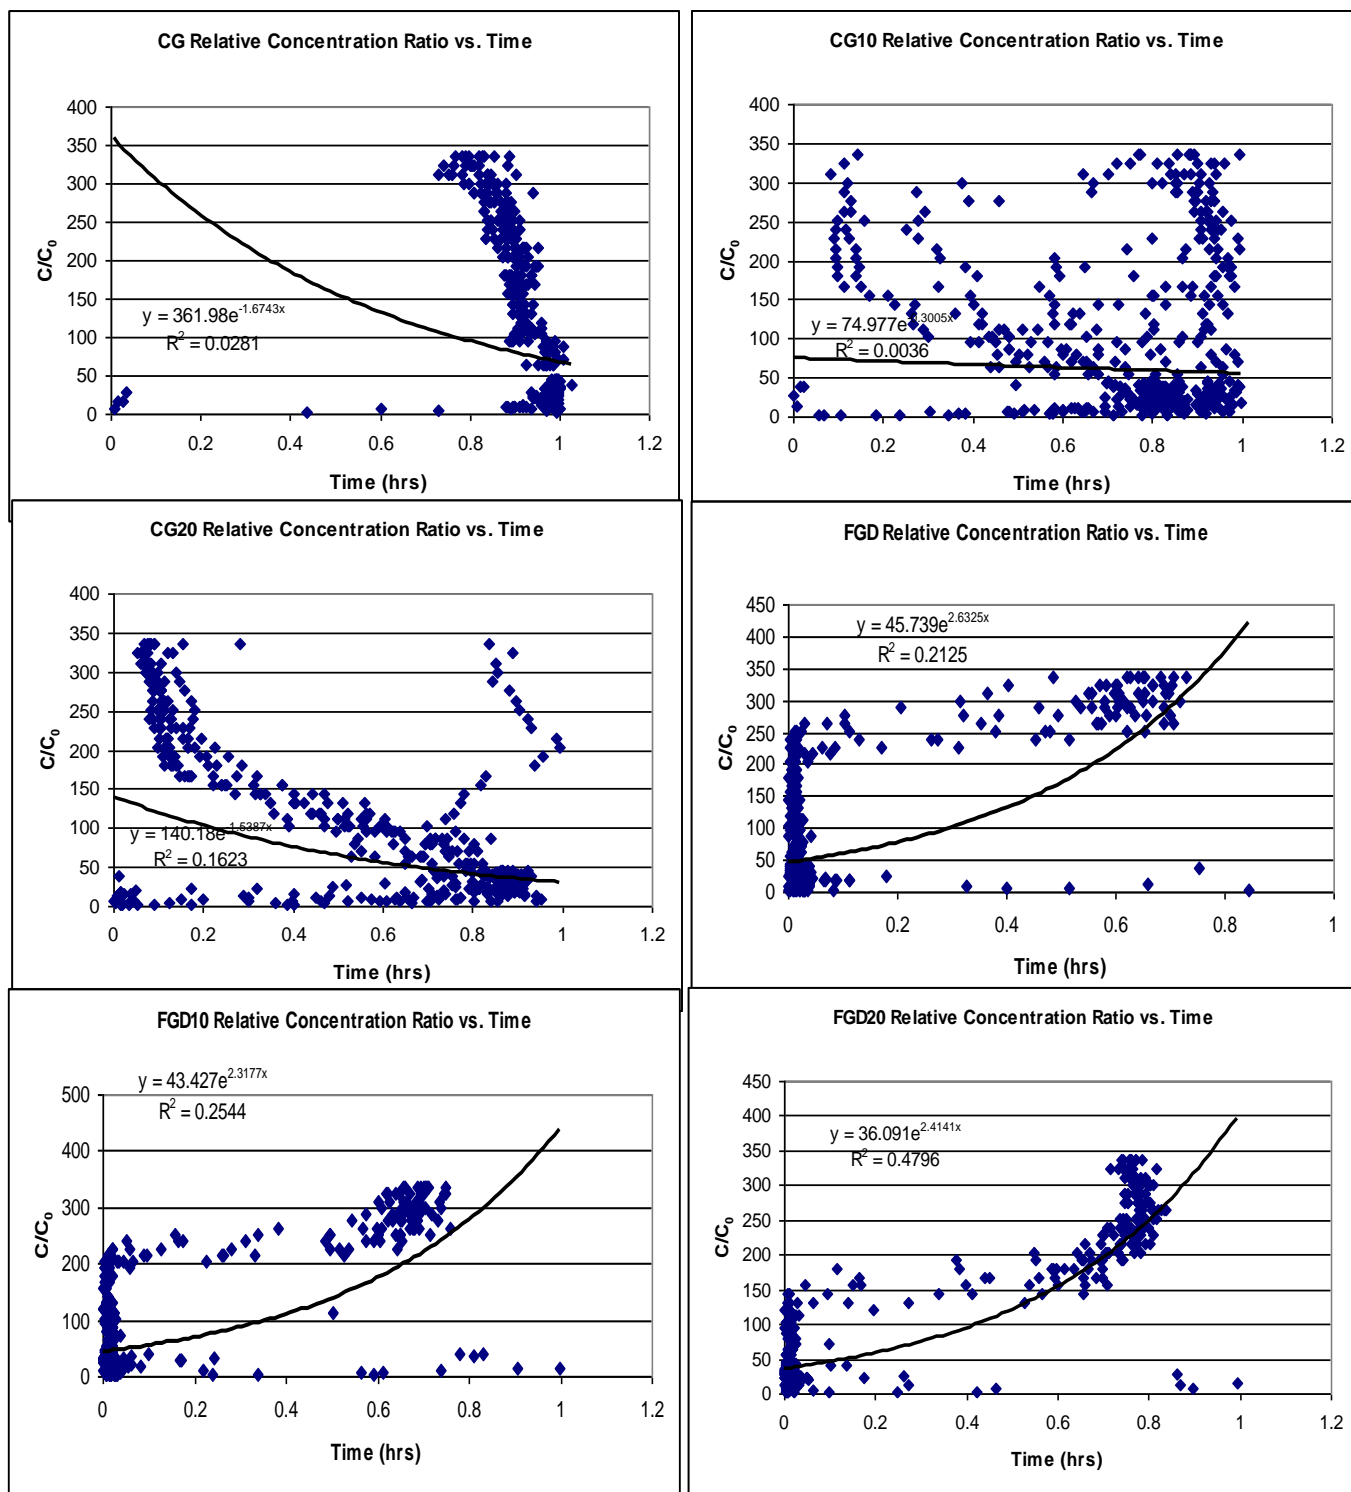 CG Relative Concentration Ratio vs. Time
400
350
300
250
200
150
100
50
0
C/C0
y = 361.98e-1.6743x
R2 = 0.0281
0 0.2 0.4 0.6 0.8 1 1.2
Time (hrs)
CG10 Relative Concentration Ratio vs. Time
400
350
300
250
200
150
100
50
0
C/C0
y = 74.977e-0.3005x
R2 = 0.0036
0 0.2 0.4 0.6 0.8 1 1.2
Time (hrs)
CG20 Relative Concentration Ratio vs. Time
400
350
300
250
200
150
100
50
0
C/C0
y = 140.18e-1.5387x
R2 = 0.1623
0 0.2 0.4 0.6 0.8 1 1.2
Time (hrs)
FGD Relative Concentration Ratio vs. Time
450
400
350
300
250
200
150
100
50
0
C/C0
y = 45.739e2.6325x
R2 = 0.2125
0 0.2 0.4 0.6 0.8 1
Time (hrs)
FGD10 Relative Concentration Ratio vs. Time
y = 43.427e2.3177x
R2 = 0.2544
500
400
300
200
100
0
C/C0
0 0.2 0.4 0.6 0.8 1 1.2
Time (hrs)
FGD20 Relative Concentration Ratio vs. Time
450
400
350
300
250
200
150
100
50
0
C/C0
y = 36.091e2.4141x
R2 = 0.4796
0 0.2 0.4 0.6 0.8 1 1.2
Time (hrs)